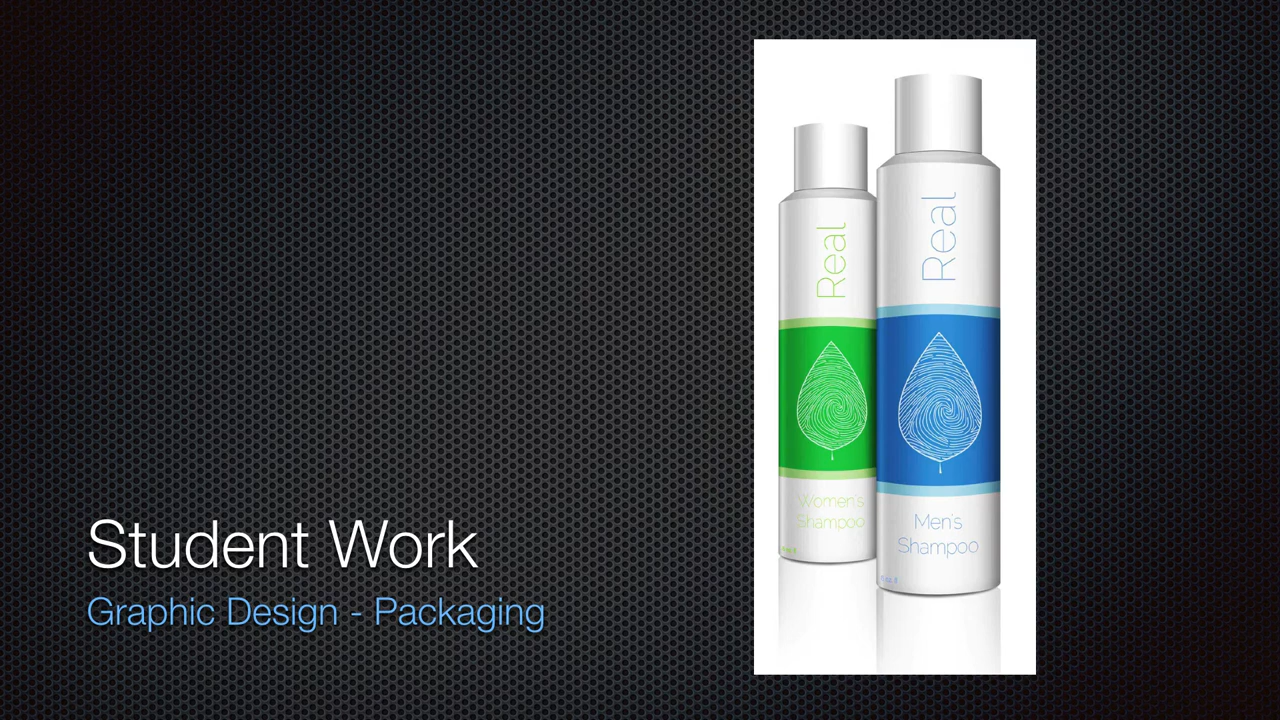 Student Work
Graphic Design - Packaging
Real
Women's
Shampoo
Real
Men's
Shampoo